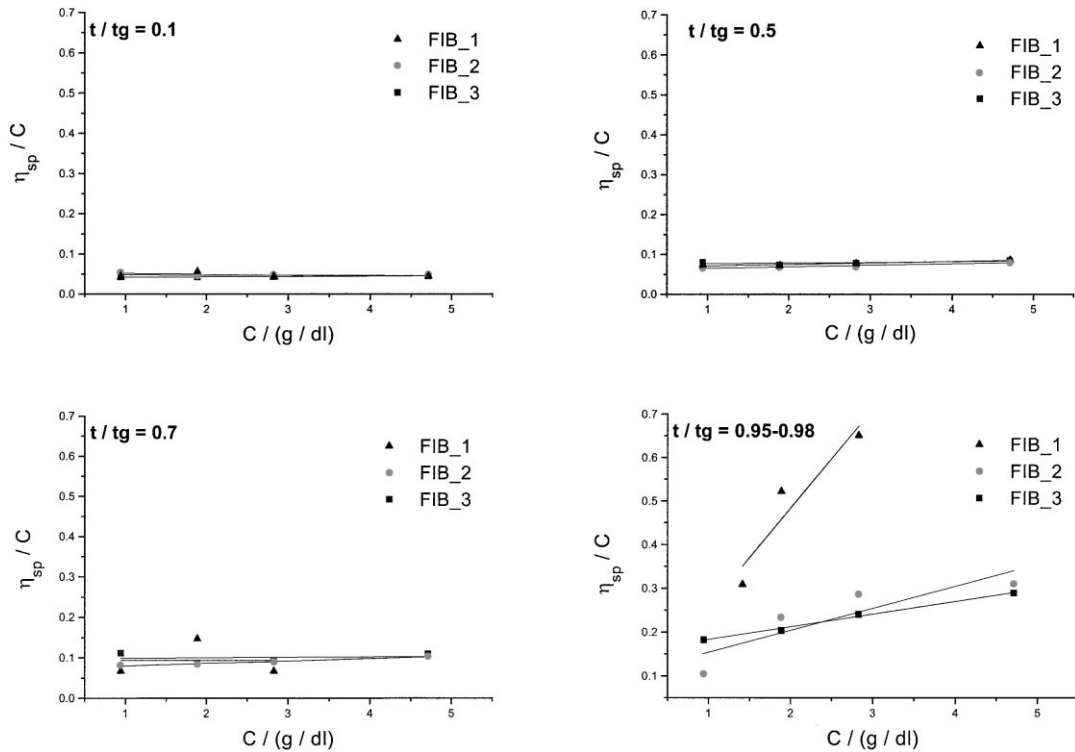 t / tg = 0.1
FIB_1
FIB_2
FIB_3
0.7
0.6
0.5
0.4
0.3
0.2
0.1
0.0
ηsp / C
1 2 3 4 5
C / (g / dl)
t / tg = 0.5
FIB_1
FIB_2
FIB_3
0.7
0.6
0.5
0.4
0.3
0.2
0.1
0.0
ηsp / C
1 2 3 4 5
C / (g / dl)
t / tg = 0.7
FIB_1
FIB_2
FIB_3
0.7
0.6
0.5
0.4
0.3
0.2
0.1
0.0
ηsp / C
1 2 3 4 5
C / (g / dl)
t / tg = 0.95-0.98
FIB_1
FIB_2
FIB_3
0.7
0.6
0.5
0.4
0.3
0.2
0.1
ηsp / C
1 2 3 4 5
C / (g / dl)